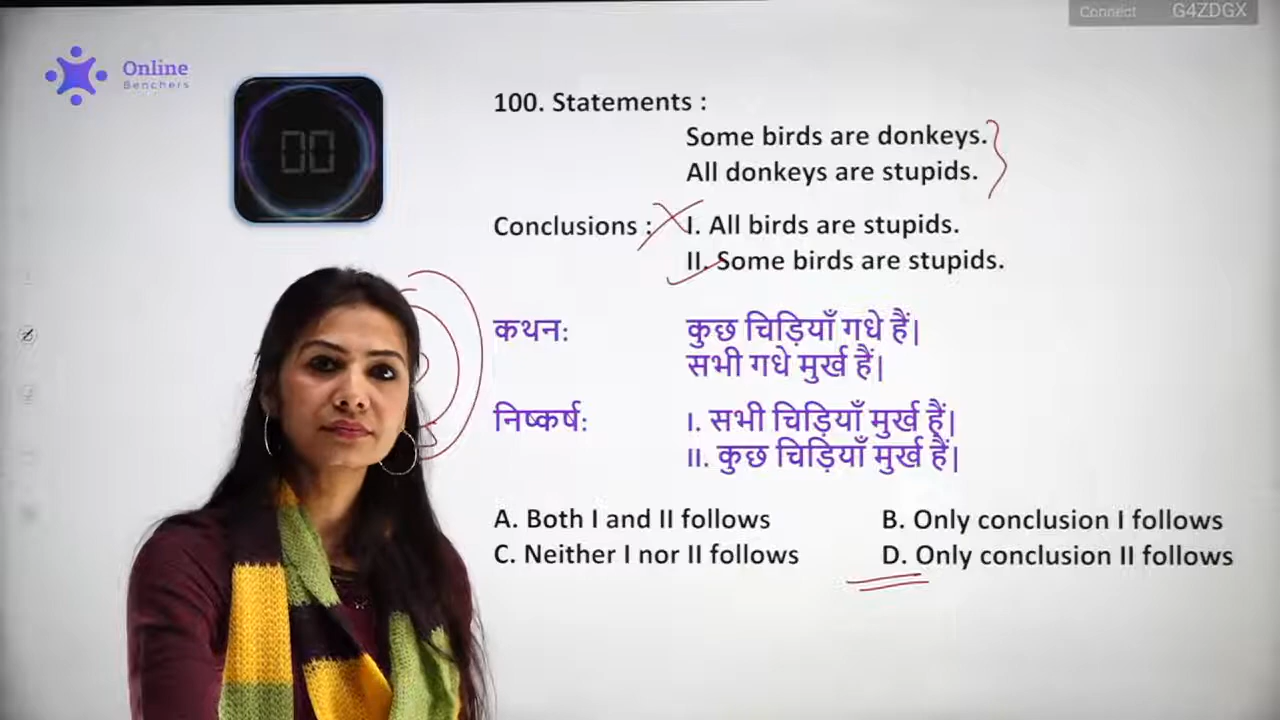 Connect G4ZDGX
Online
Benchers
00
100. Statements :
Some birds are donkeys.
All donkeys are stupids.
Conclusions : I. All birds are stupids.
II. Some birds are stupids.
कथन: कुछ चिड़ियाँ गधे हैं|
सभी गधे मुर्ख हैं|
निष्कर्ष: I. सभी चिड़ियाँ मुर्ख हैं|
II. कुछ चिड़ियाँ मुर्ख हैं|
A. Both I and II follows B. Only conclusion I follows
C. Neither I nor II follows D. Only conclusion II follows